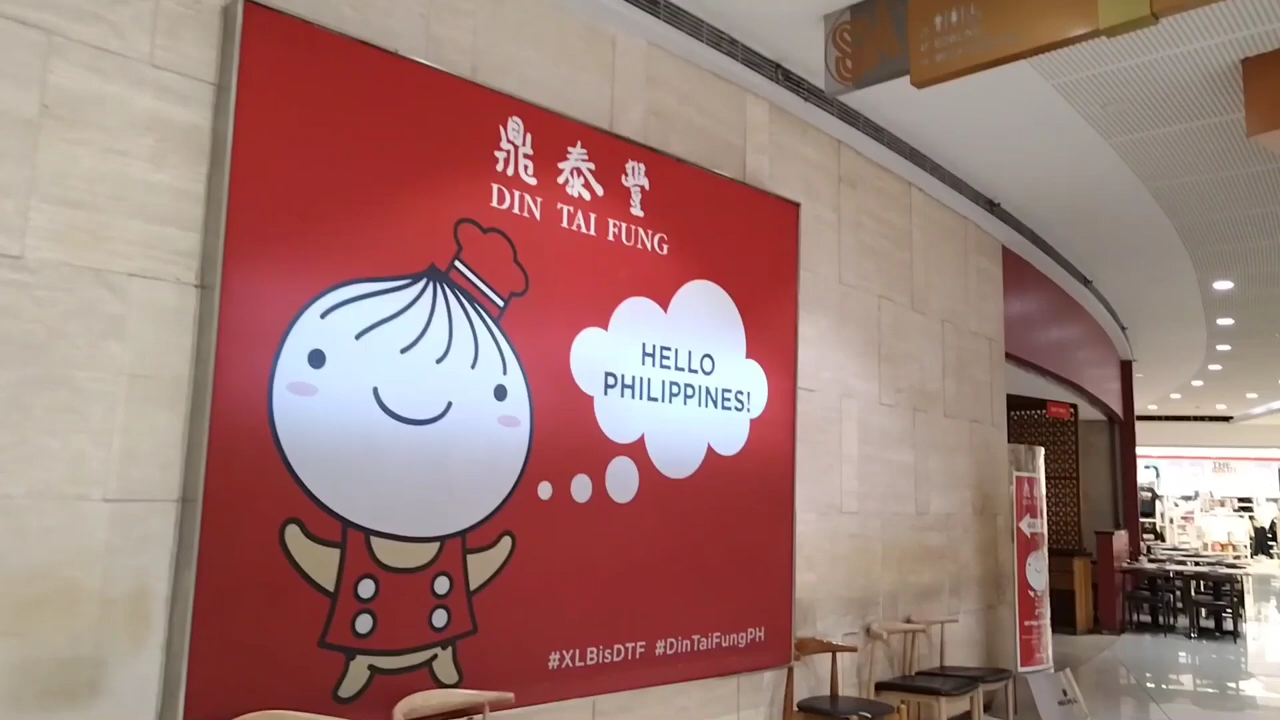 鼎泰豐
DIN TAI FUNG
HELLO
PHILIPPINES!
#XLBisDTF #DinTaiFungPH